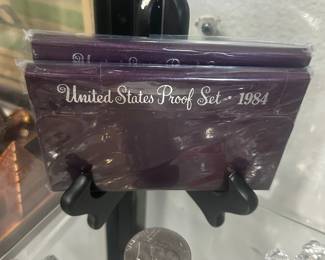 United States Proof Set - 1984